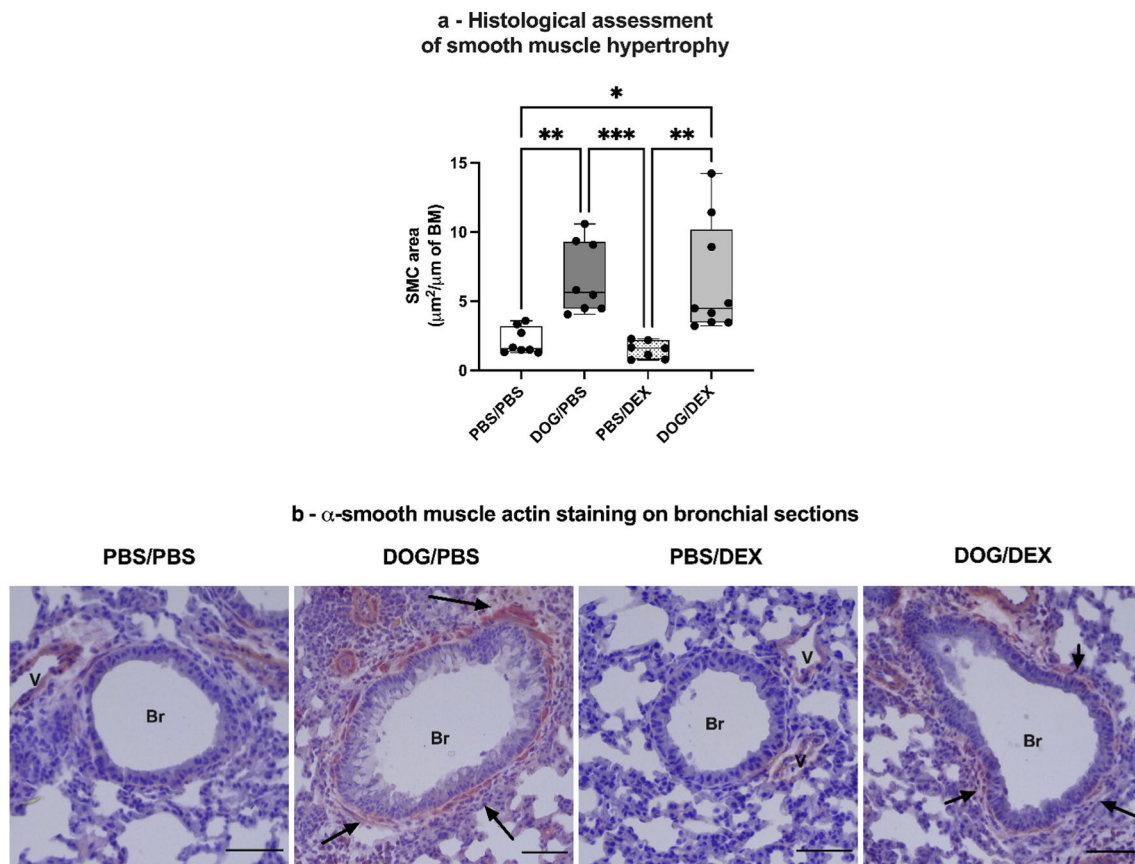 a - Histological assessment
of smooth muscle hypertrophy
*
** *** **
15
10
5
0
SMC area
(μm²/μm of BM)
PBS/PBS DOG/PBS PBS/DEX DOG/DEX
b - α-smooth muscle actin staining on bronchial sections
PBS/PBS DOG/PBS PBS/DEX DOG/DEX
V Br Br V Br V Br